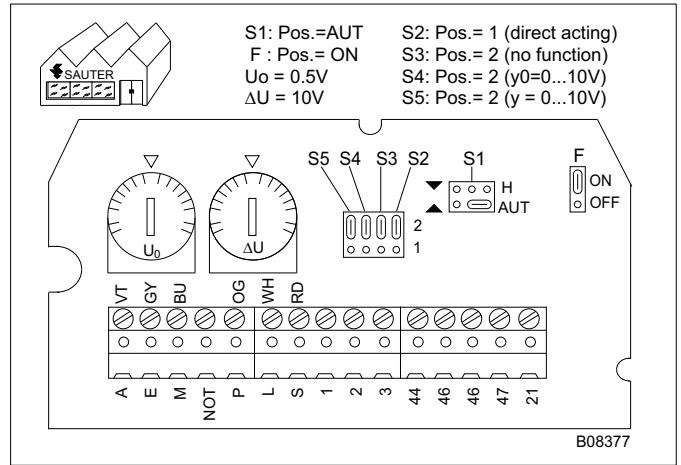 S1: Pos.=AUT S2: Pos.= 1 (direct acting)
F : Pos.= ON S3: Pos.= 2 (no function)
Uo = 0.5V S4: Pos.= 2 (y0=0...10V)
ΔU = 10V S5: Pos.= 2 (y = 0...10V)
SAUTER
S5 S4 S3 S2 S1 F
H ON
AUT OFF
2
1
U₀ ΔU
VT GY BU OG WH RD
A E M NOT P L S 1 2 3 44 46 46 47 21
B08377